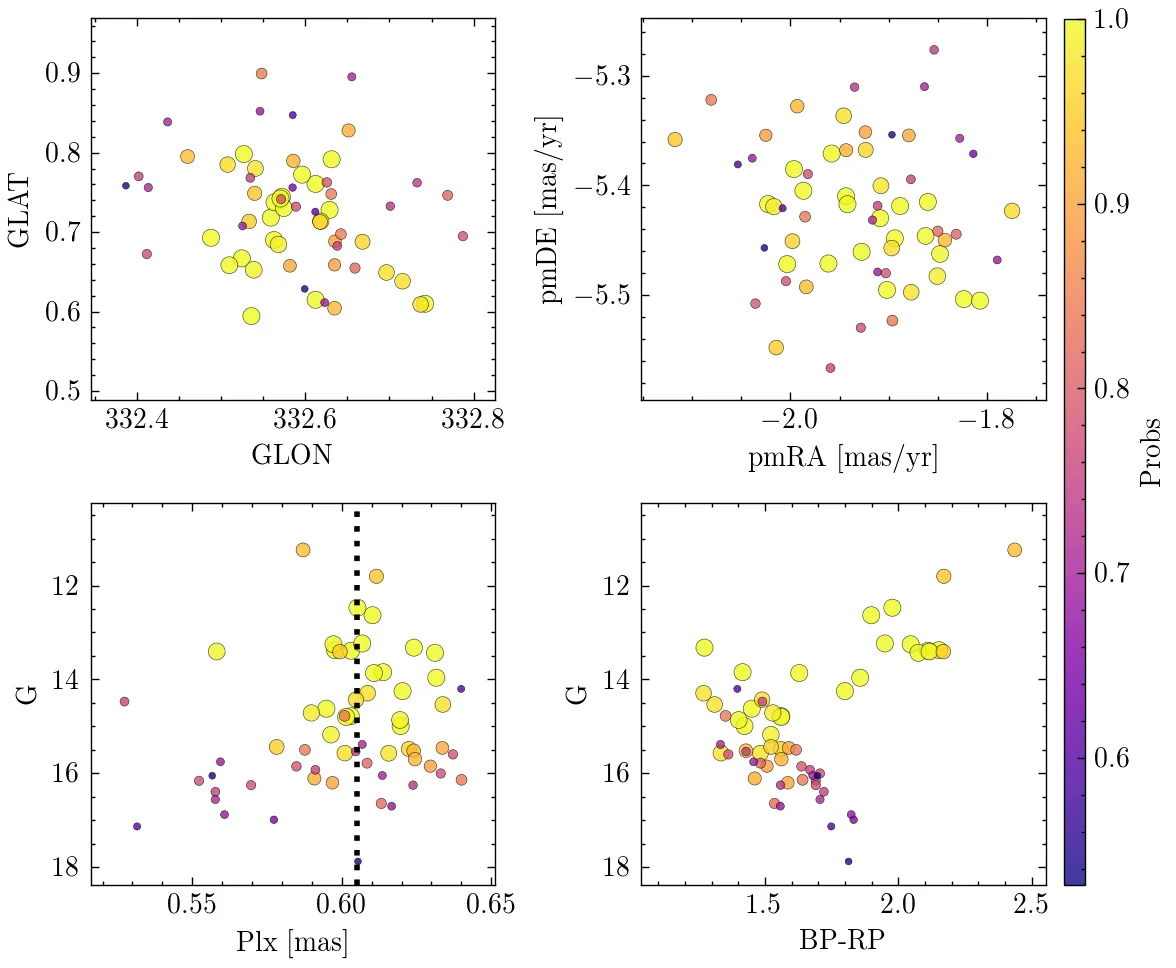 0.9
0.8
0.7
0.6
0.5
GLAT
332.4 332.6 332.8
GLON
−5.3
−5.4
−5.5
pmDE [mas/yr]
−2.0 −1.8
pmRA [mas/yr]
1.0
0.9
0.8
0.7
0.6
Probs
12
14
16
18
G
0.55 0.60 0.65
Plx [mas]
12
14
16
18
G
1.5 2.0 2.5
BP-RP